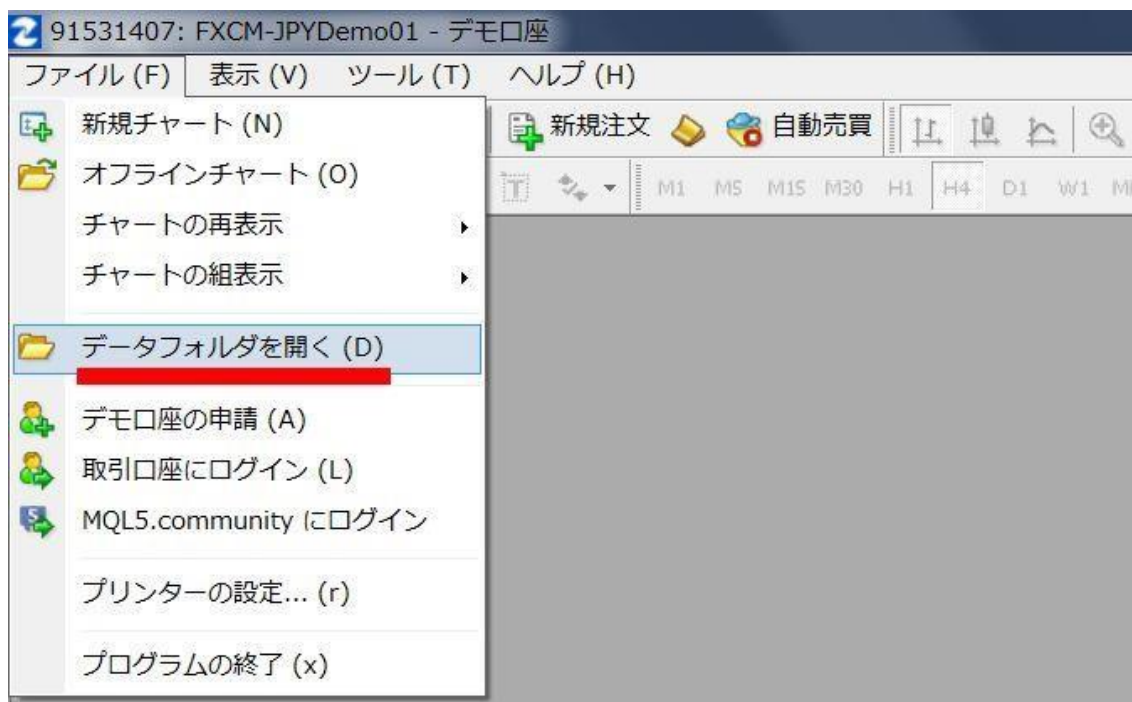 91531407: FXCM-JPYDemo01 - デモ口座
ファイル (F) 表示 (V) ツール (T) ヘルプ (H)
新規注文 自動売買
M1 M5 M15 M30 H1 H4 D1 W1
新規チャート (N)
オフラインチャート (O)
チャートの再表示
チャートの組表示
データフォルダを開く (D)
デモ口座の申請 (A)
取引口座にログイン (L)
MQL5.community にログイン
プリンターの設定... (r)
プログラムの終了 (x)